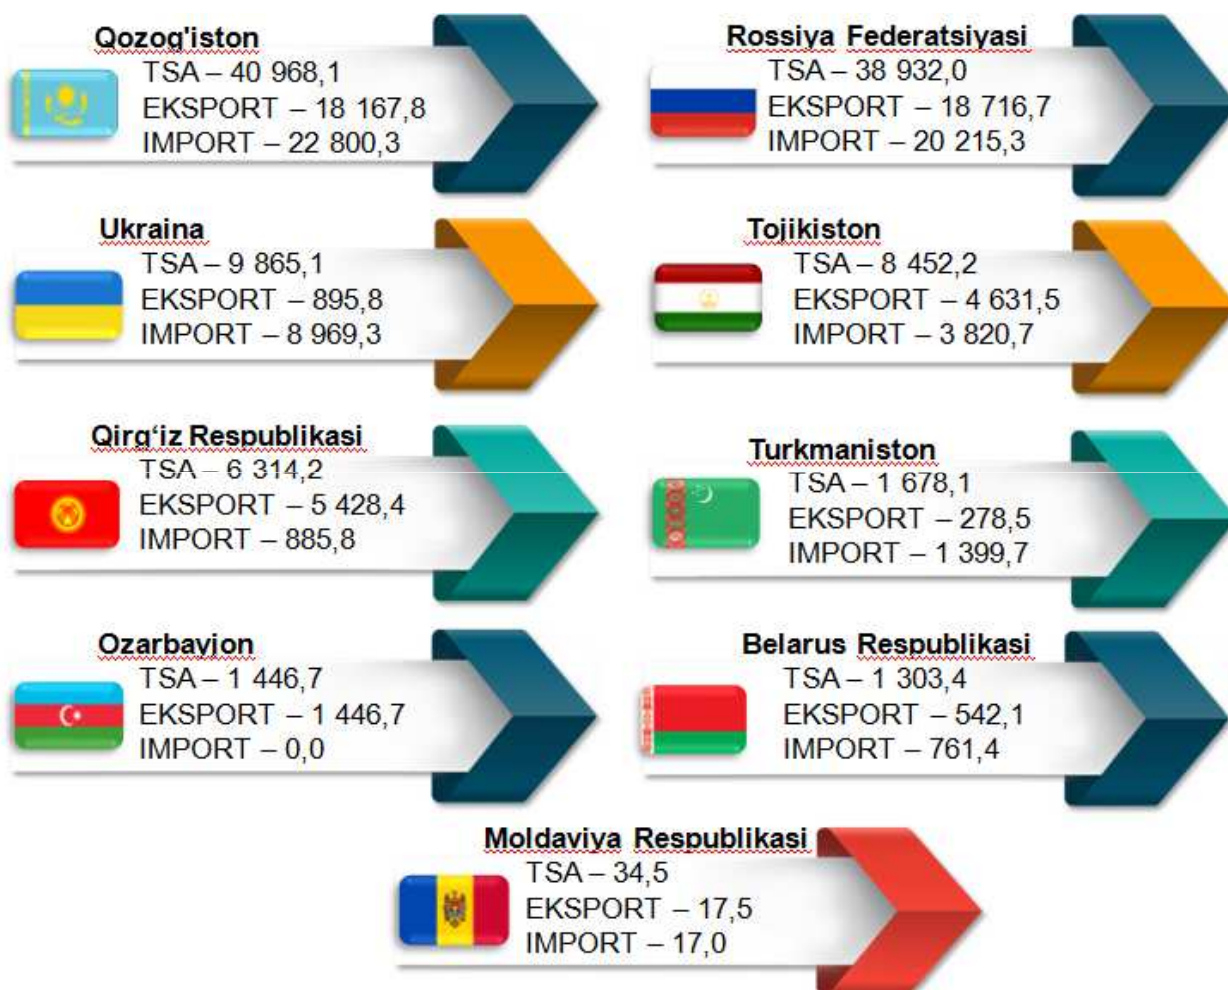 Qozog'iston
TSA – 40 968,1
EKSPORT – 18 167,8
IMPORT – 22 800,3
Rossiya Federatsiyasi
TSA – 38 932,0
EKSPORT – 18 716,7
IMPORT – 20 215,3
Ukraina
TSA – 9 865,1
EKSPORT – 895,8
IMPORT – 8 969,3
Tojikiston
TSA – 8 452,2
EKSPORT – 4 631,5
IMPORT – 3 820,7
Qirg‘iz Respublikasi
TSA – 6 314,2
EKSPORT – 5 428,4
IMPORT – 885,8
Turkmaniston
TSA – 1 678,1
EKSPORT – 278,5
IMPORT – 1 399,7
Ozarbayjon
TSA – 1 446,7
EKSPORT – 1 446,7
IMPORT – 0,0
Belarus Respublikasi
TSA – 1 303,4
EKSPORT – 542,1
IMPORT – 761,4
Moldaviya Respublikasi
TSA – 34,5
EKSPORT – 17,5
IMPORT – 17,0